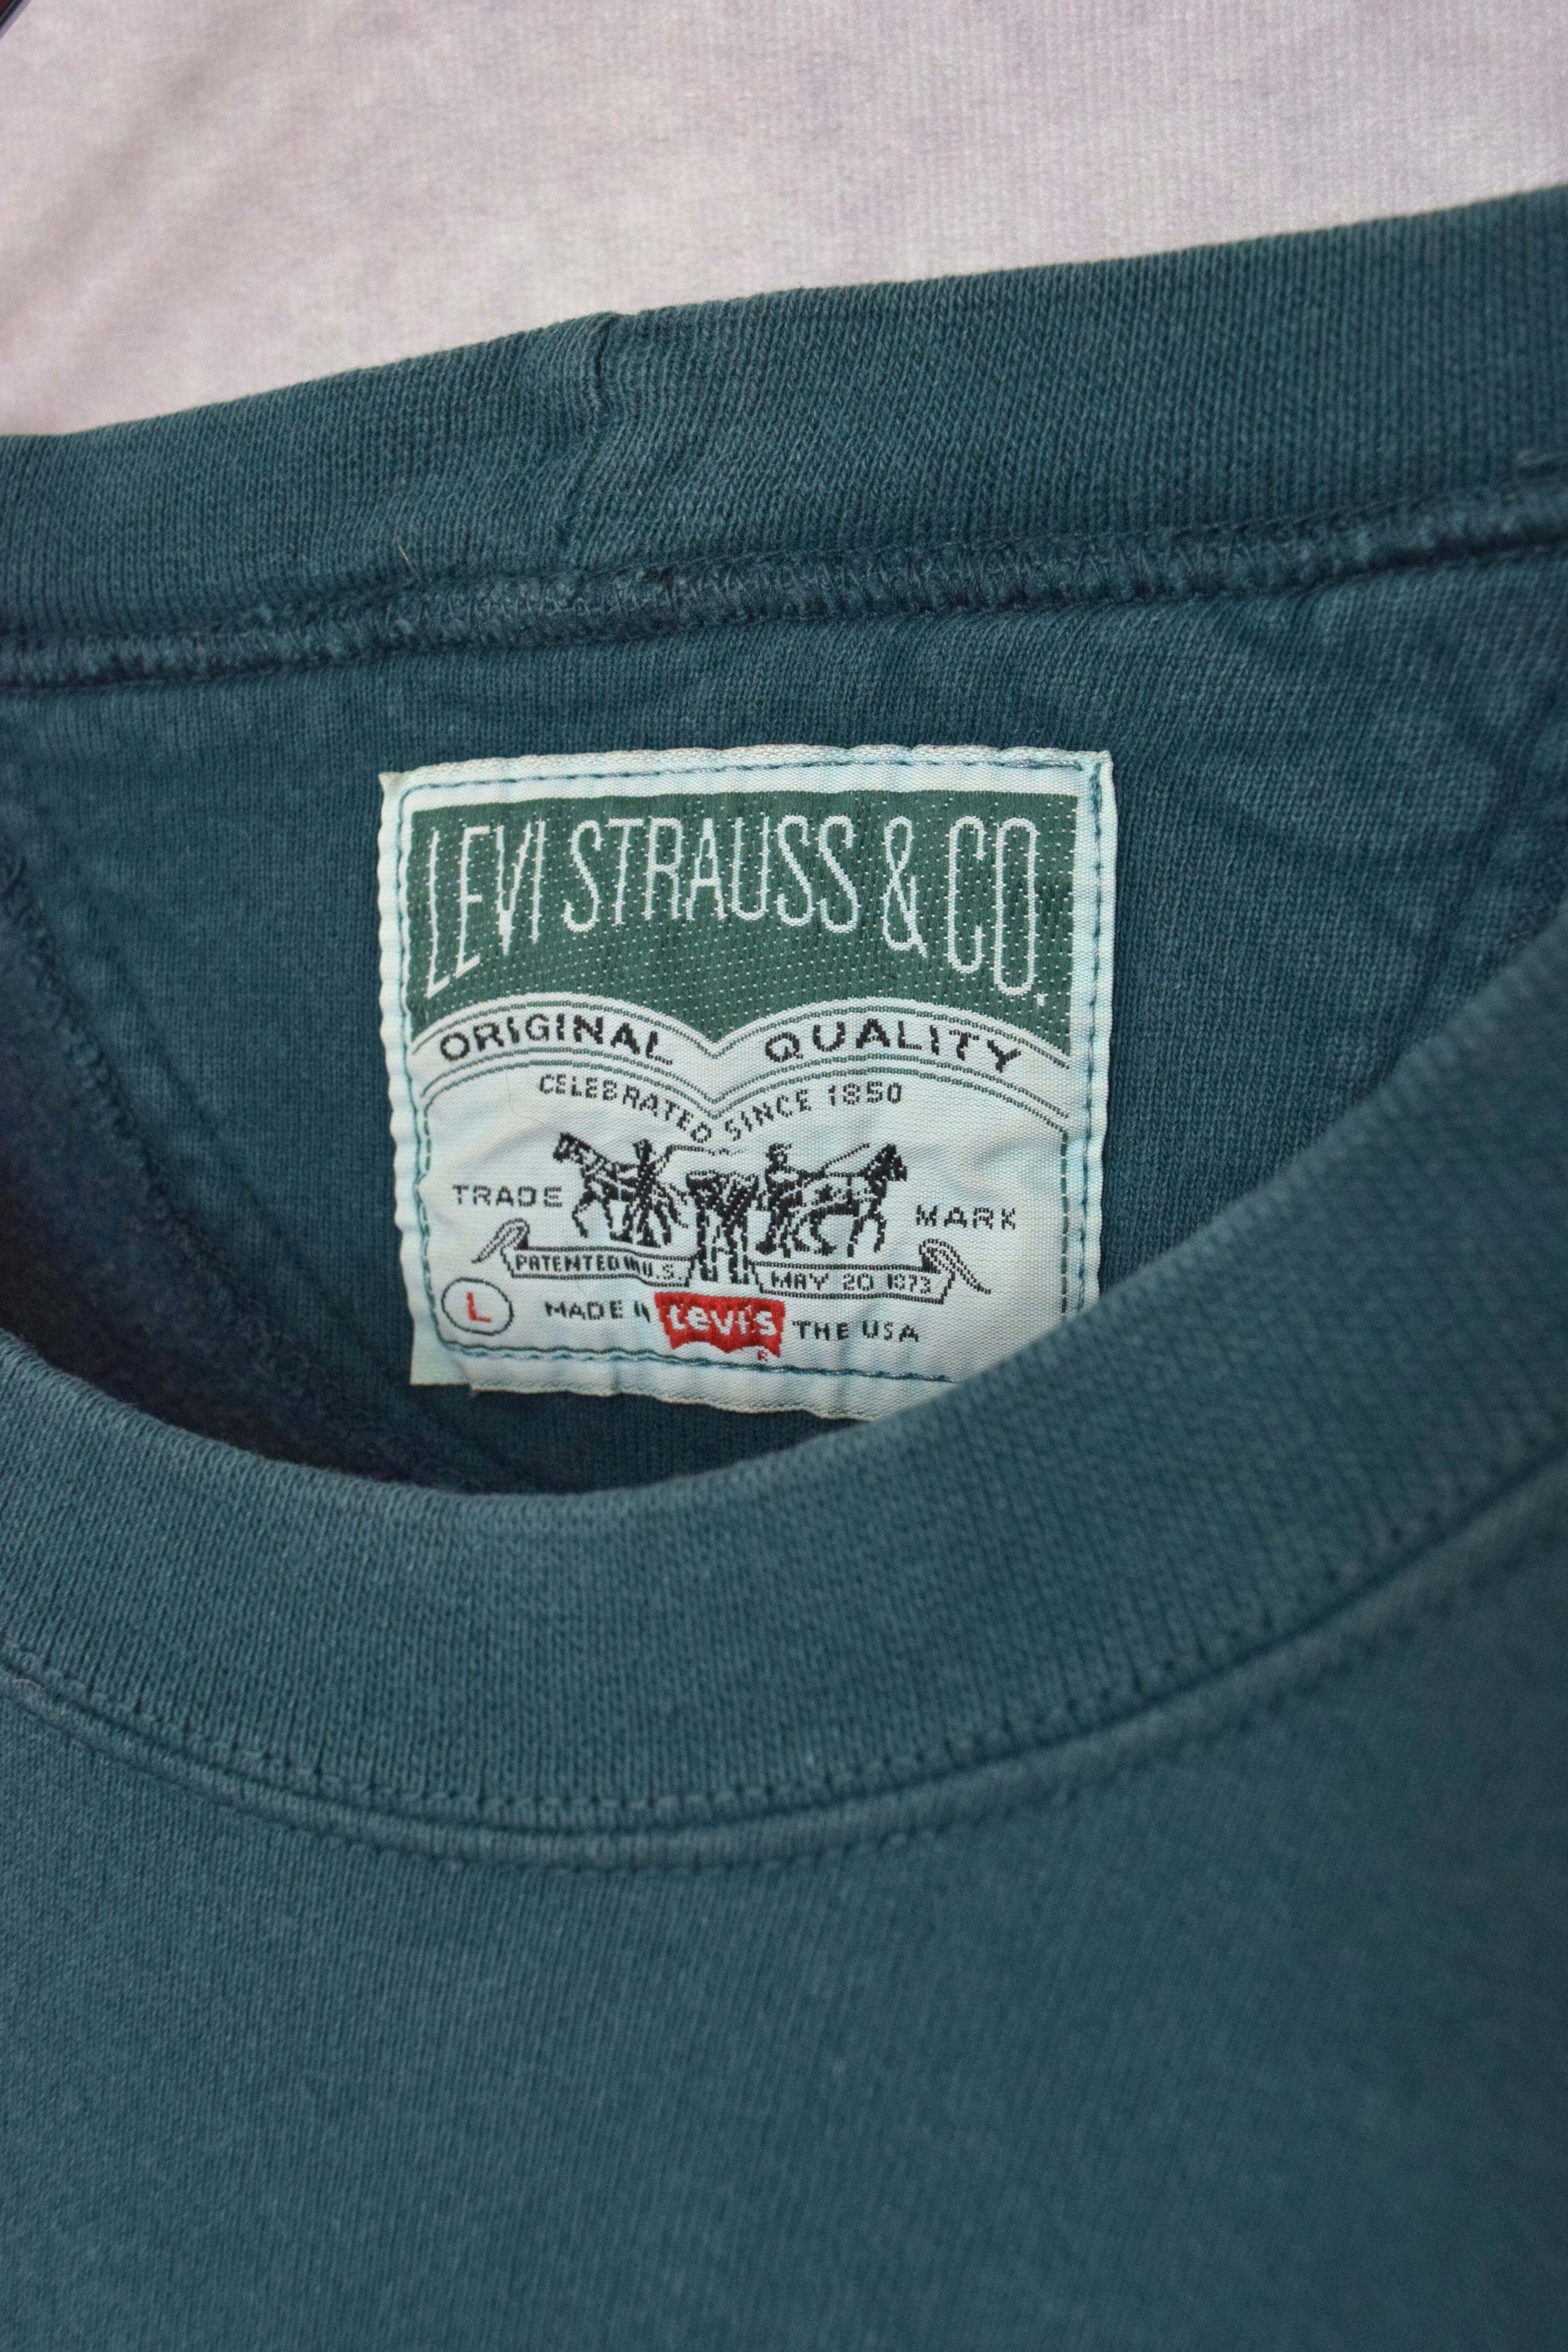 LEVI STRAUSS & CO.
ORIGINAL QUALITY
CELEBRATED SINCE 1850
TRADE MARK
PATENTED IN U.S. MAY 20 1873
L MADE IN Levi's THE USA
®